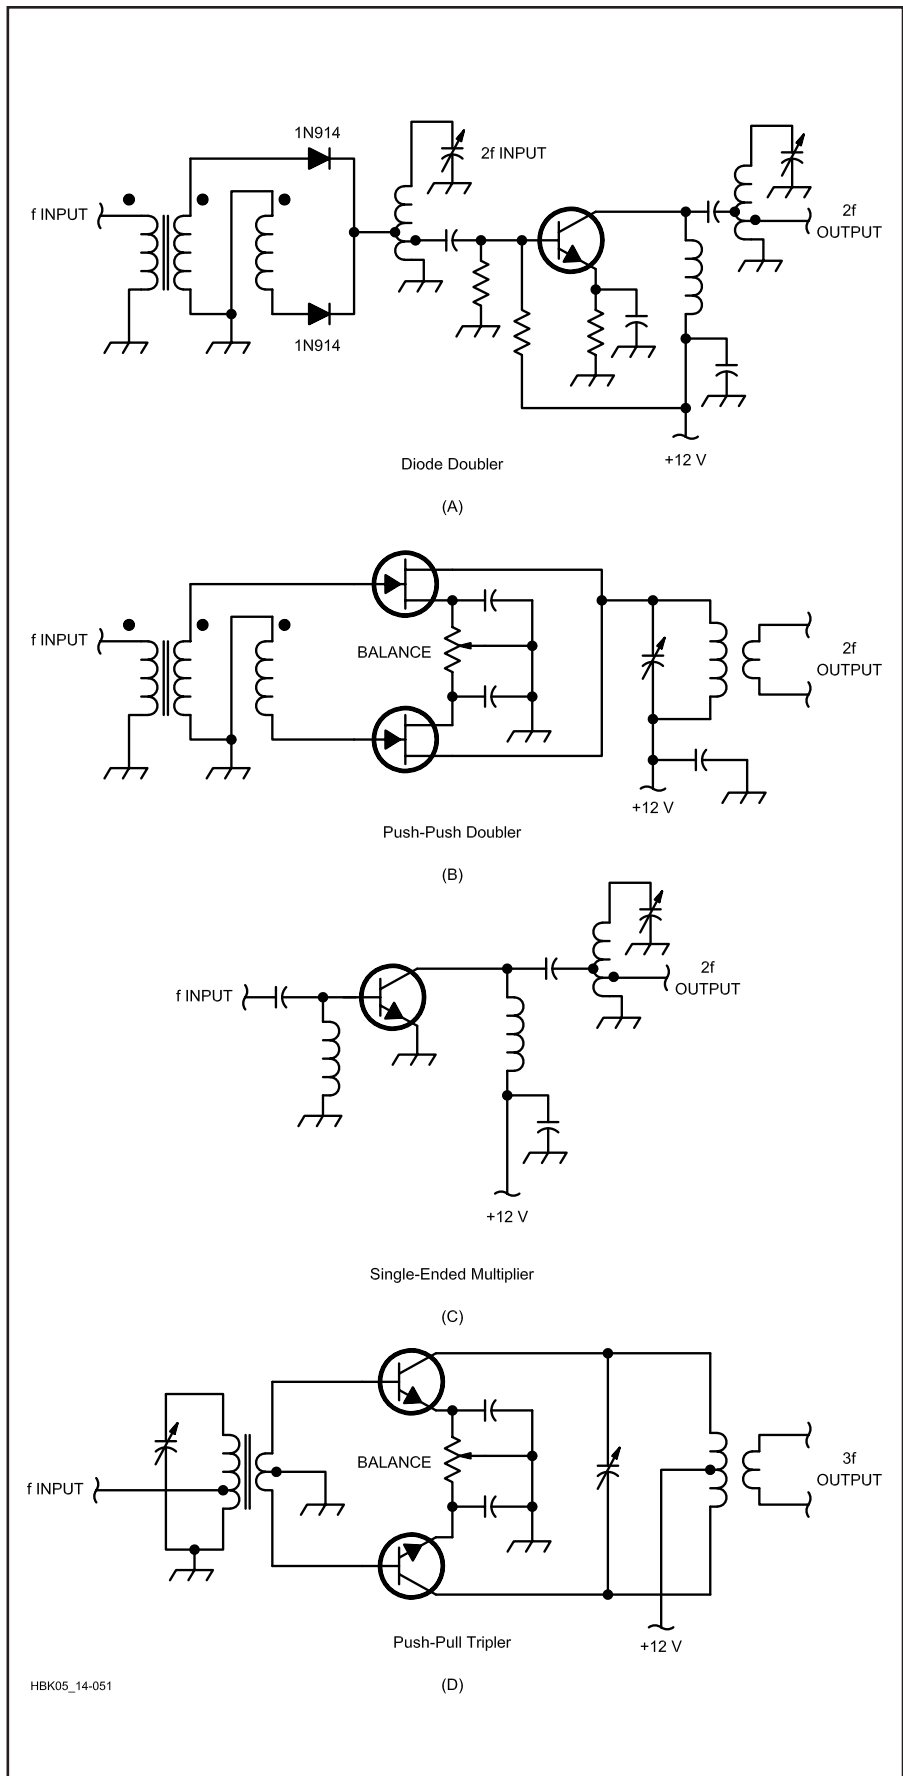 1N914
2f INPUT
f INPUT
2f
OUTPUT
1N914
+12 V
Diode Doubler
(A)
f INPUT
BALANCE
2f
OUTPUT
+12 V
Push-Push Doubler
(B)
f INPUT
2f
OUTPUT
+12 V
Single-Ended Multiplier
(C)
BALANCE
f INPUT
3f
OUTPUT
Push-Pull Tripler
+12 V
HBK05_14-051
(D)